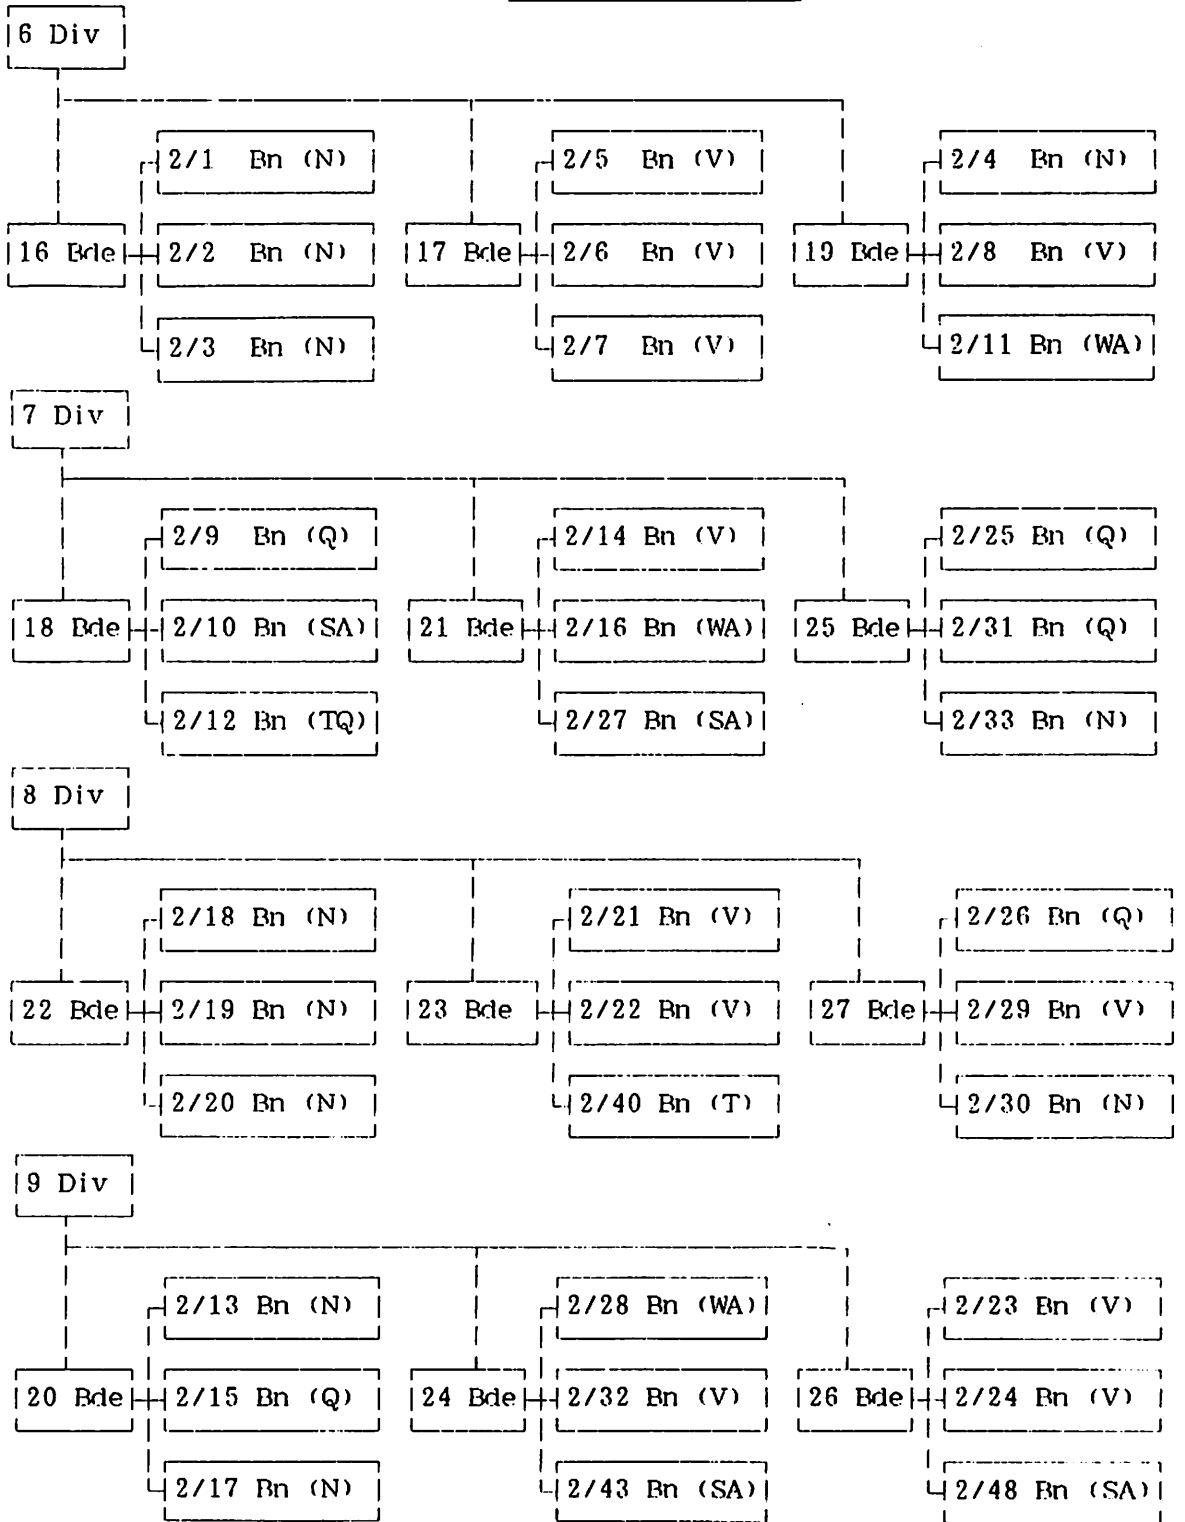 6 Div
2/1 Bn (N)
2/5 Bn (V)
2/4 Bn (N)
16 Bde
2/2 Bn (N)
17 Bde
2/6 Bn (V)
19 Bde
2/8 Bn (V)
2/3 Bn (N)
2/7 Bn (V)
2/11 Bn (WA)
7 Div
2/9 Bn (Q)
2/14 Bn (V)
2/25 Bn (Q)
18 Bde
2/10 Bn (SA)
21 Bde
2/16 Bn (WA)
25 Bde
2/31 Bn (Q)
2/12 Bn (TQ)
2/27 Bn (SA)
2/33 Bn (N)
8 Div
2/18 Bn (N)
2/21 Bn (V)
2/26 Bn (Q)
22 Bde
2/19 Bn (N)
23 Bde
2/22 Bn (V)
27 Bde
2/29 Bn (V)
2/20 Bn (N)
2/40 Bn (T)
2/30 Bn (N)
9 Div
2/13 Bn (N)
2/28 Bn (WA)
2/23 Bn (V)
20 Bde
2/15 Bn (Q)
24 Bde
2/32 Bn (V)
26 Bde
2/24 Bn (V)
2/17 Bn (N)
2/43 Bn (SA)
2/48 Bn (SA)